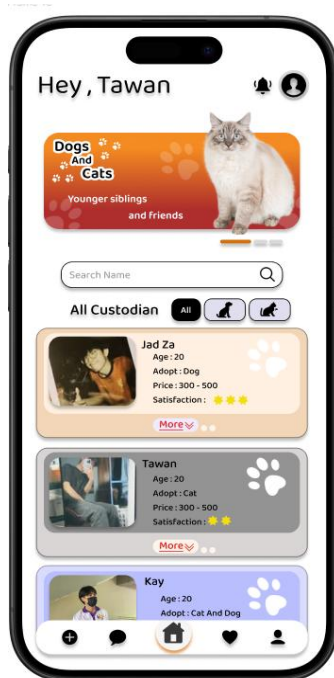 Hey , Tawan
Dogs
And
Cats
Younger siblings
and friends
Search Name
All Custodian
All
Jad Za
Age : 20
Adopt : Dog
Price : 300 - 500
Satisfaction :
More
Tawan
Age : 20
Adopt : Cat
Price : 300 - 500
Satisfaction :
More
Kay
Age : 20
Adopt : Cat And Dog